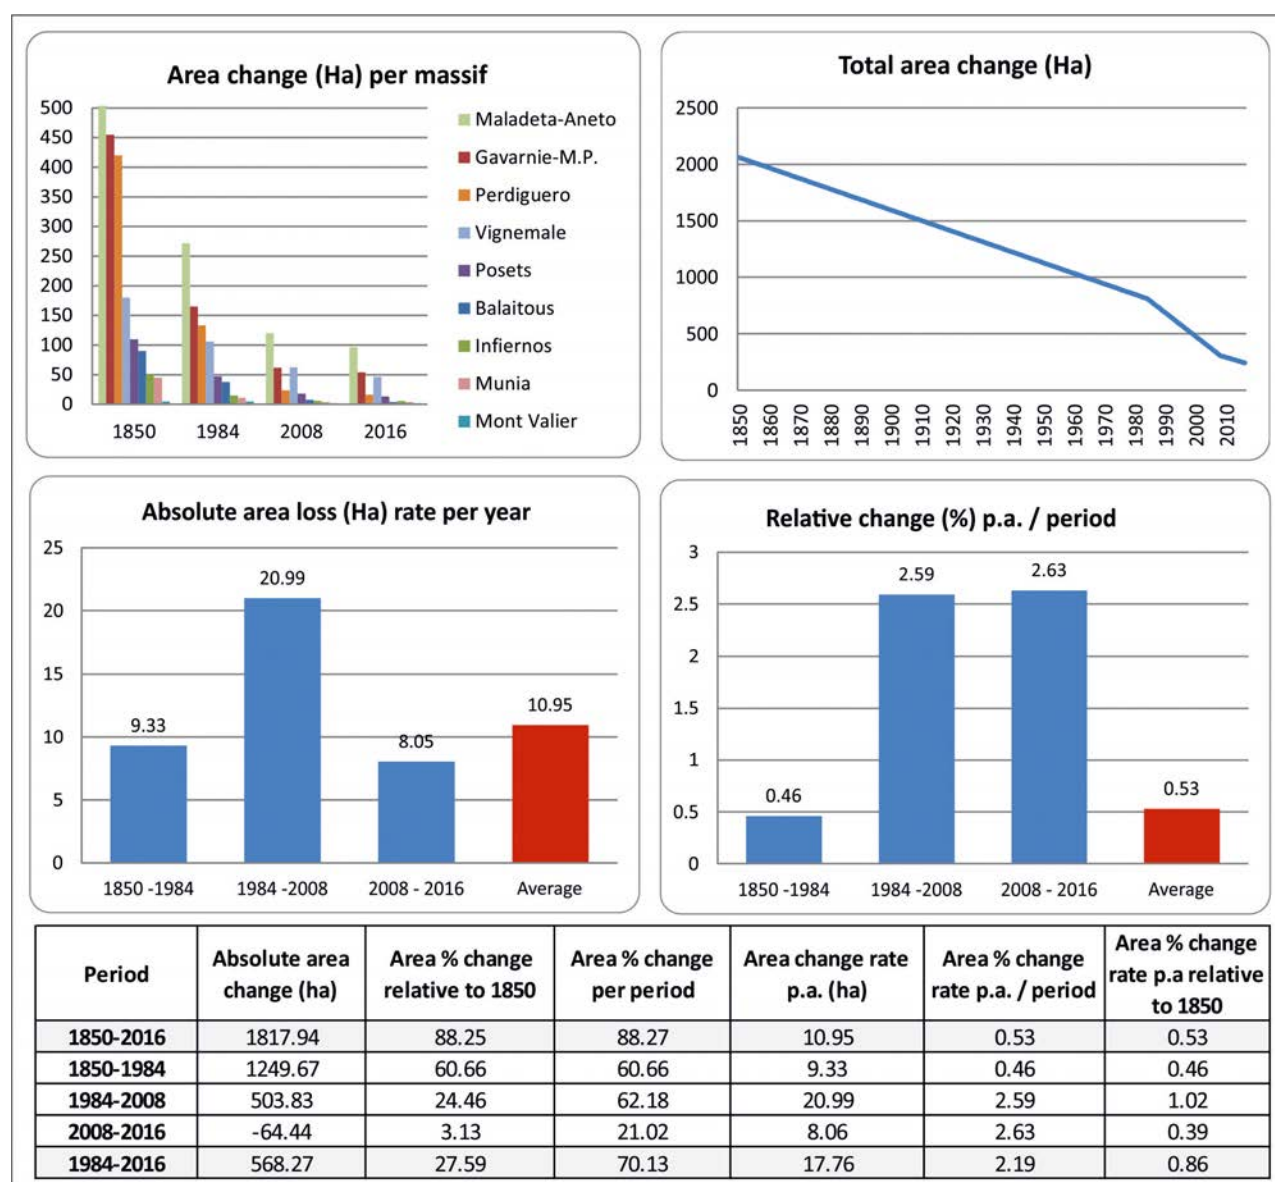 Area change (Ha) per massif
500
450
400
350
300
250
200
150
100
50
0
1850 1984 2008 2016
Maladeta-Aneto
Gavarnie-M.P.
Perdiguero
Vignemale
Posets
Balaitous
Infiernos
Munia
Mont Valier
Total area change (Ha)
2500
2000
1500
1000
500
0
1850 1860 1870 1880 1890 1900 1910 1920 1930 1940 1950 1960 1970 1980 1990 2000 2010
Absolute area loss (Ha) rate per year
25
20
15
10
5
0
9.33
20.99
8.05
10.95
1850 -1984 1984 -2008 2008 - 2016 Average
Relative change (%) p.a. / period
3
2.5
2
1.5
1
0.5
0
0.46
2.59
2.63
0.53
1850 -1984 1984 -2008 2008 - 2016 Average
Period Absolute area change (ha) Area % change relative to 1850 Area % change per period Area change rate p.a. (ha) Area % change rate p.a. / period Area % change rate p.a relative to 1850
1850-2016 1817.94 88.25 88.27 10.95 0.53 0.53
1850-1984 1249.67 60.66 60.66 9.33 0.46 0.46
1984-2008 503.83 24.46 62.18 20.99 2.59 1.02
2008-2016 -64.44 3.13 21.02 8.06 2.63 0.39
1984-2016 568.27 27.59 70.13 17.76 2.19 0.86